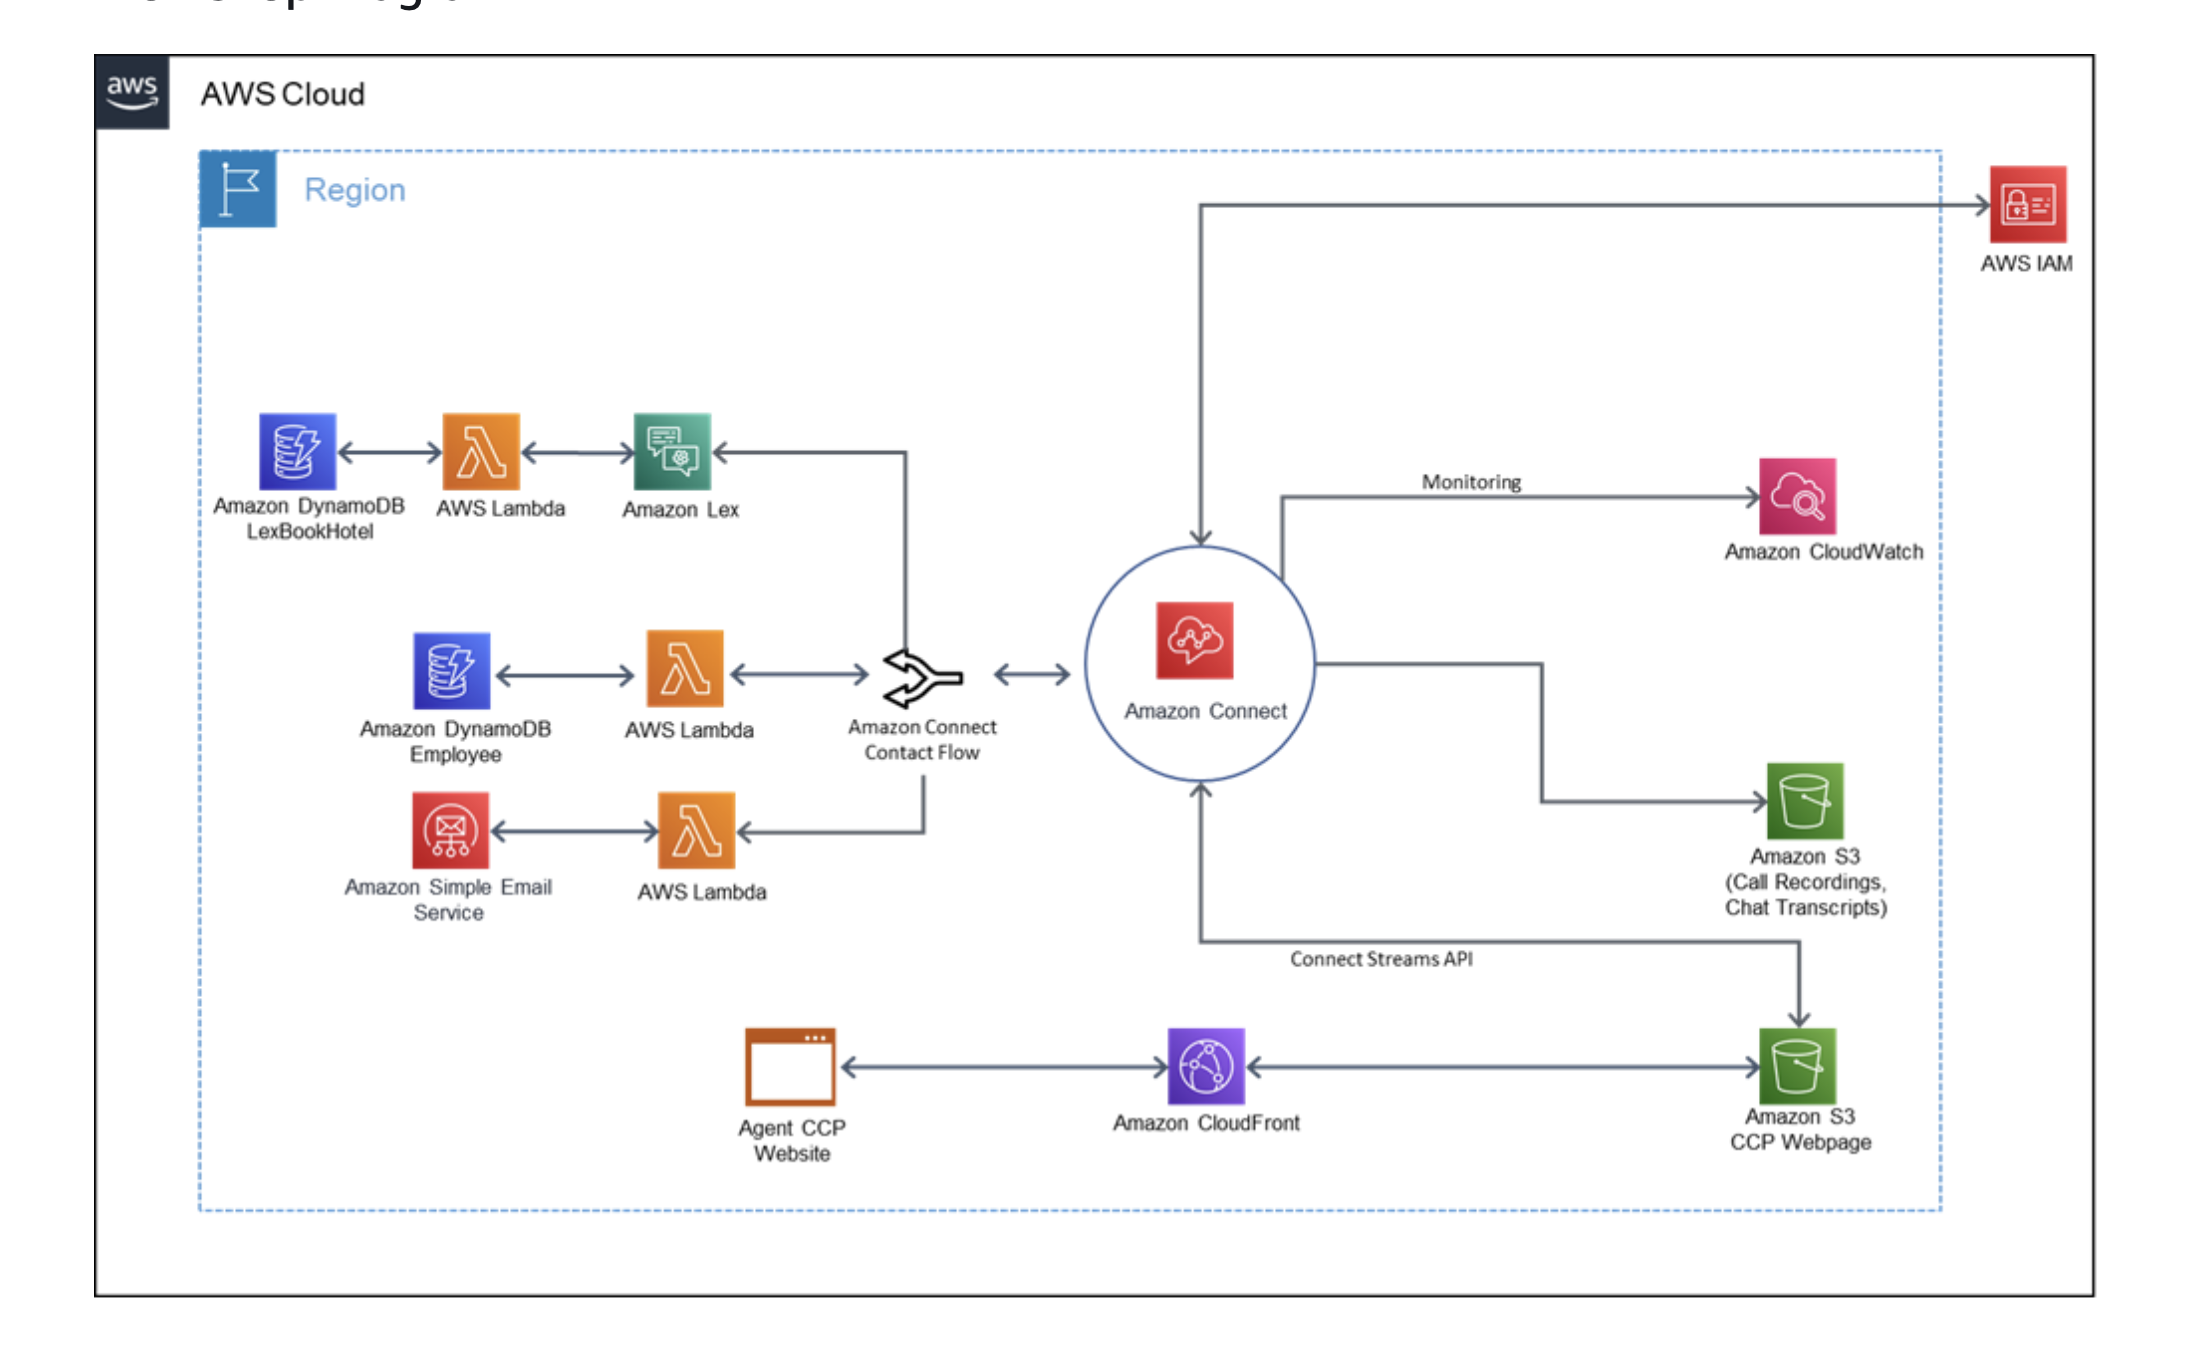 aws
AWS Cloud
Region
AWS IAM
Monitoring
Amazon DynamoDB
LexBookHotel
AWS Lambda
Amazon Lex
Amazon CloudWatch
Amazon Connect
Amazon DynamoDB
Employee
AWS Lambda
Amazon Connect
Contact Flow
Amazon Simple Email
Service
AWS Lambda
Amazon S3
(Call Recordings,
Chat Transcripts)
Connect Streams API
Agent CCP
Website
Amazon CloudFront
Amazon S3
CCP Webpage